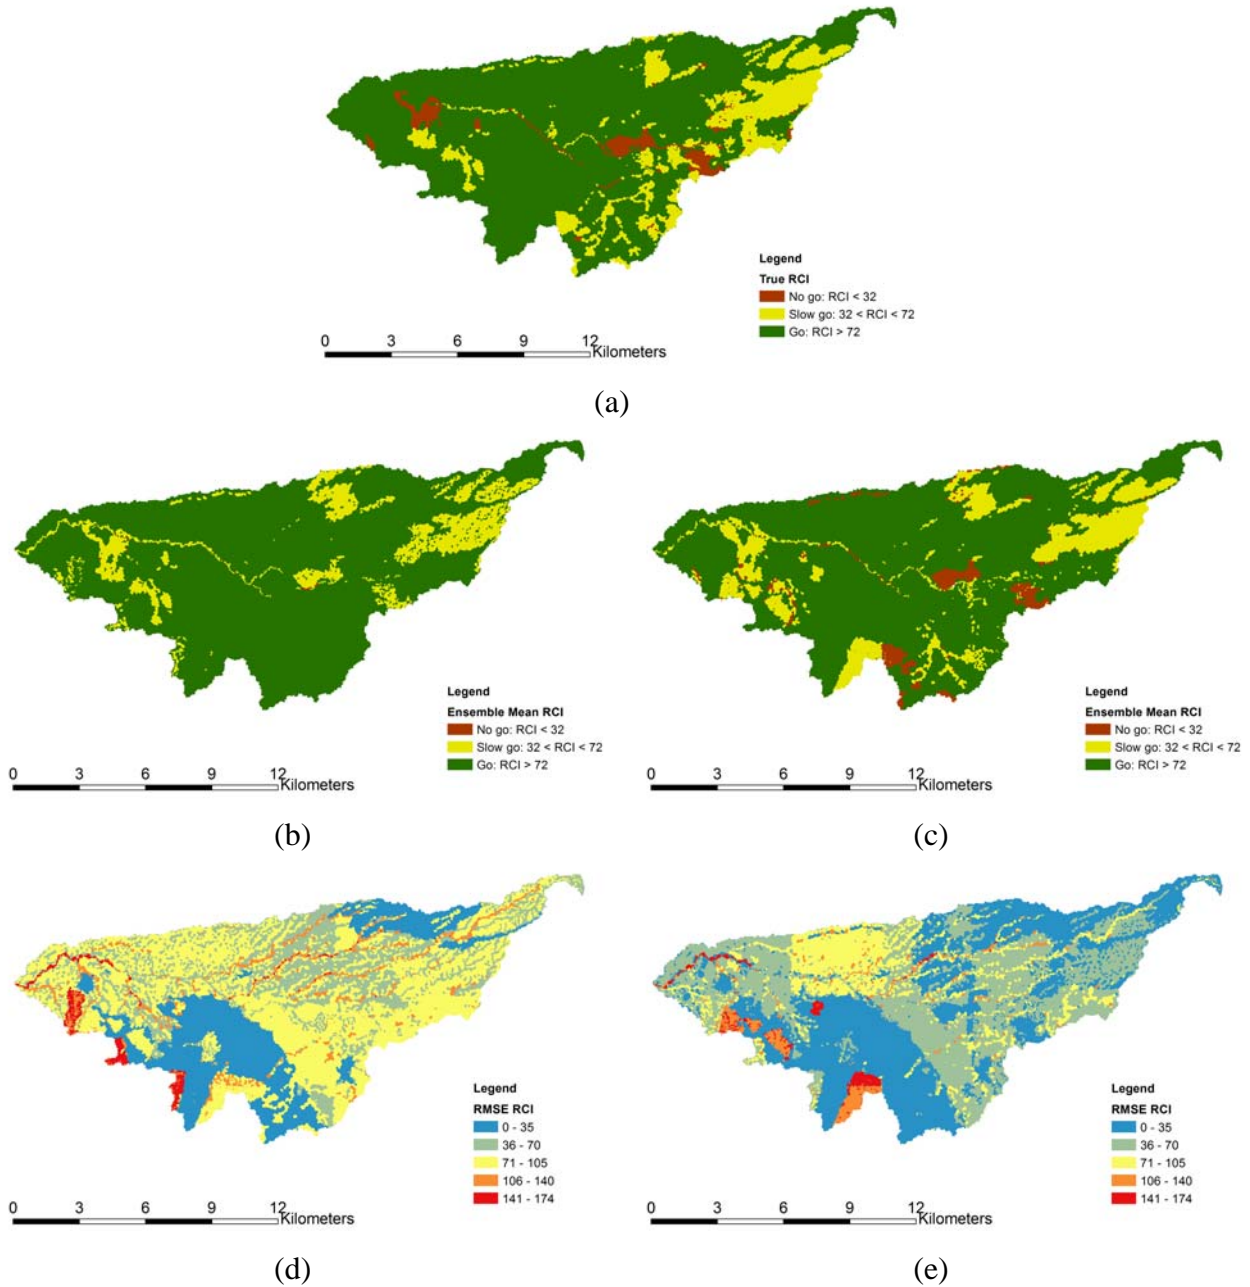 Legend
True RCI
No go: RCI < 32
Slow go: 32 < RCI < 72
Go: RCI > 72
0 3 6 9 12
Kilometers
(a)
Legend
Ensemble Mean RCI
No go: RCI < 32
Slow go: 32 < RCI < 72
Go: RCI > 72
0 3 6 9 12
Kilometers
(b)
Legend
Ensemble Mean RCI
No go: RCI < 32
Slow go: 32 < RCI < 72
Go: RCI > 72
0 3 6 9 12
Kilometers
(c)
Legend
RMSE RCI
0 - 35
36 - 70
71 - 105
106 - 140
141 - 174
0 3 6 9 12
Kilometers
(d)
Legend
RMSE RCI
0 - 35
36 - 70
71 - 105
106 - 140
141 - 174
0 3 6 9 12
Kilometers
(e)